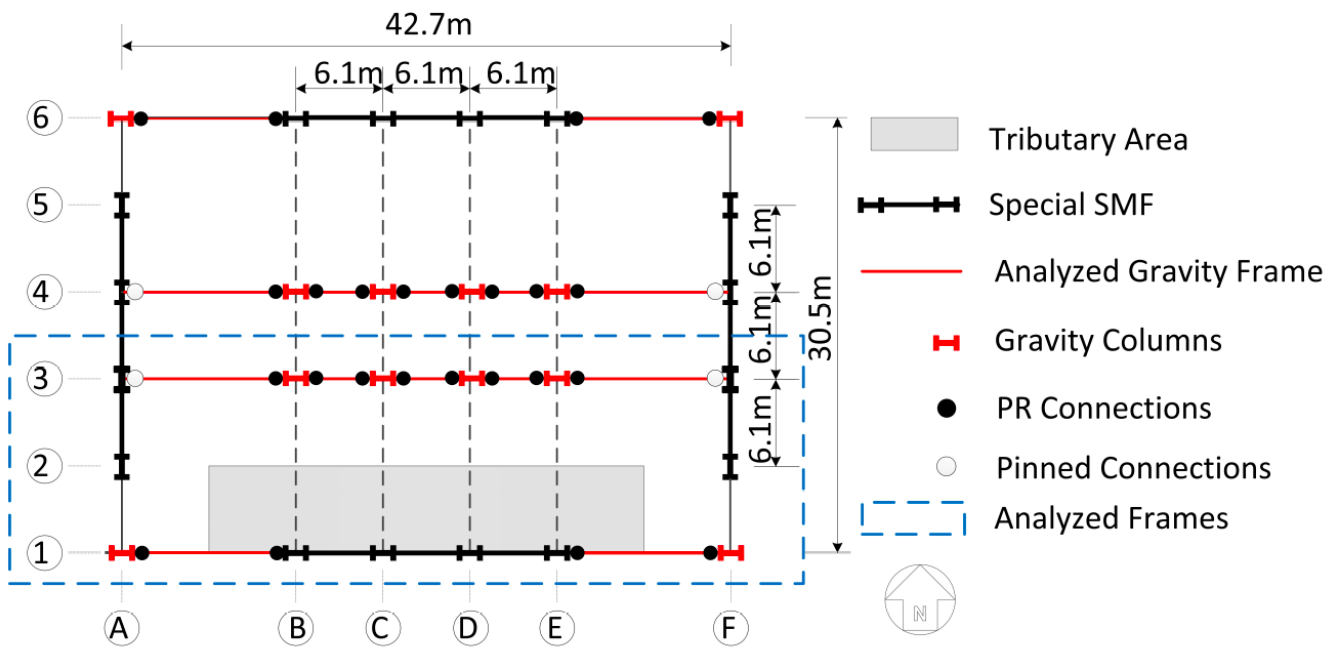 42.7m
6.1m 6.1m 6.1m
6
5
4
3
2
1
A B C D E F
6.1m
6.1m
6.1m
30.5m
Tributary Area
Special SMF
Analyzed Gravity Frame
Gravity Columns
PR Connections
Pinned Connections
Analyzed Frames
N